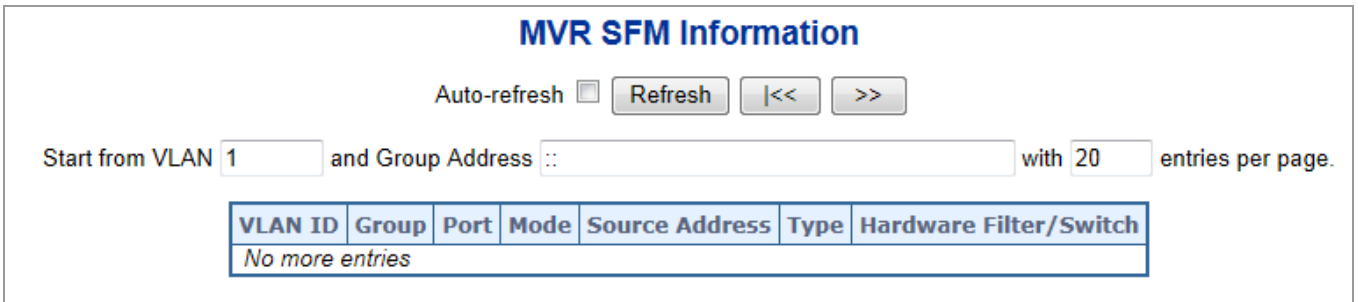 MVR SFM Information
Auto-refresh Refresh |<< >>
Start from VLAN 1 and Group Address :: with 20 entries per page.
VLAN ID Group Port Mode Source Address Type Hardware Filter/Switch
No more entries